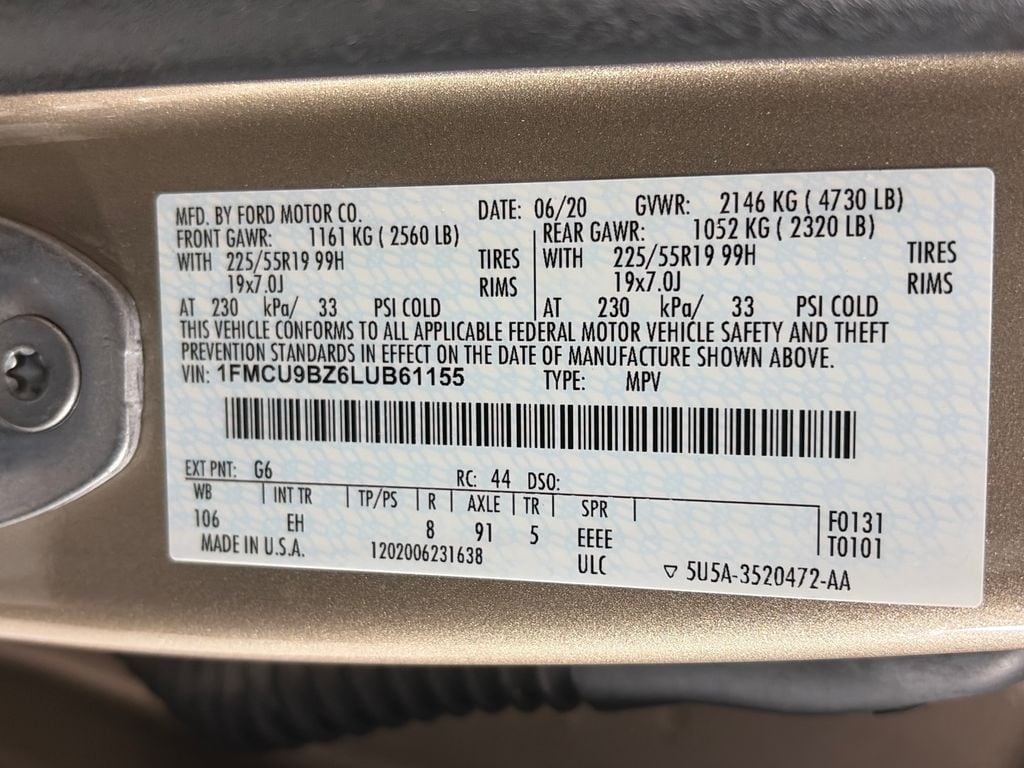 MFD. BY FORD MOTOR CO. DATE: 06/20 GVWR: 2146 KG ( 4730 LB)
FRONT GAWR: 1161 KG ( 2560 LB) REAR GAWR: 1052 KG ( 2320 LB)
WITH 225/55R19 99H TIRES WITH 225/55R19 99H TIRES
19x7.0J RIMS 19x7.0J RIMS
AT 230 kPa/ 33 PSI COLD AT 230 kPa/ 33 PSI COLD
THIS VEHICLE CONFORMS TO ALL APPLICABLE FEDERAL MOTOR VEHICLE SAFETY AND THEFT
PREVENTION STANDARDS IN EFFECT ON THE DATE OF MANUFACTURE SHOWN ABOVE.
VIN: 1FMCU9BZ6LUB61155 TYPE: MPV
EXT PNT: G6 RC: 44 DSO:
WB INT TR TP/PS R AXLE TR SPR
106 EH 8 91 5 EEEE F0131
T0101
MADE IN U.S.A. 1202006231638 ULC ▽ 5U5A-3520472-AA